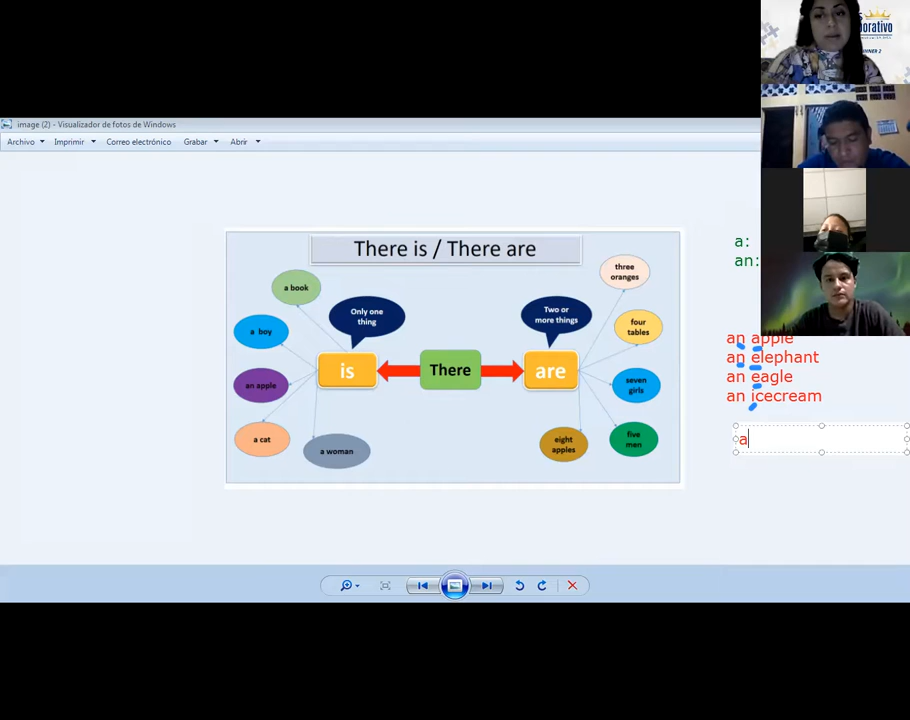 image (2) - Visualizador de fotos de Windows
Archivo Imprimir Correo electrónico Grabar Abrir
There is / There are
a book
a boy
an apple
a cat
a woman
Only one
thing
is
There
are
Two or
more things
three
oranges
four
tables
seven
girls
five
men
eight
apples
a:
an:
an apple
an elephant
an eagle
an icecream
a